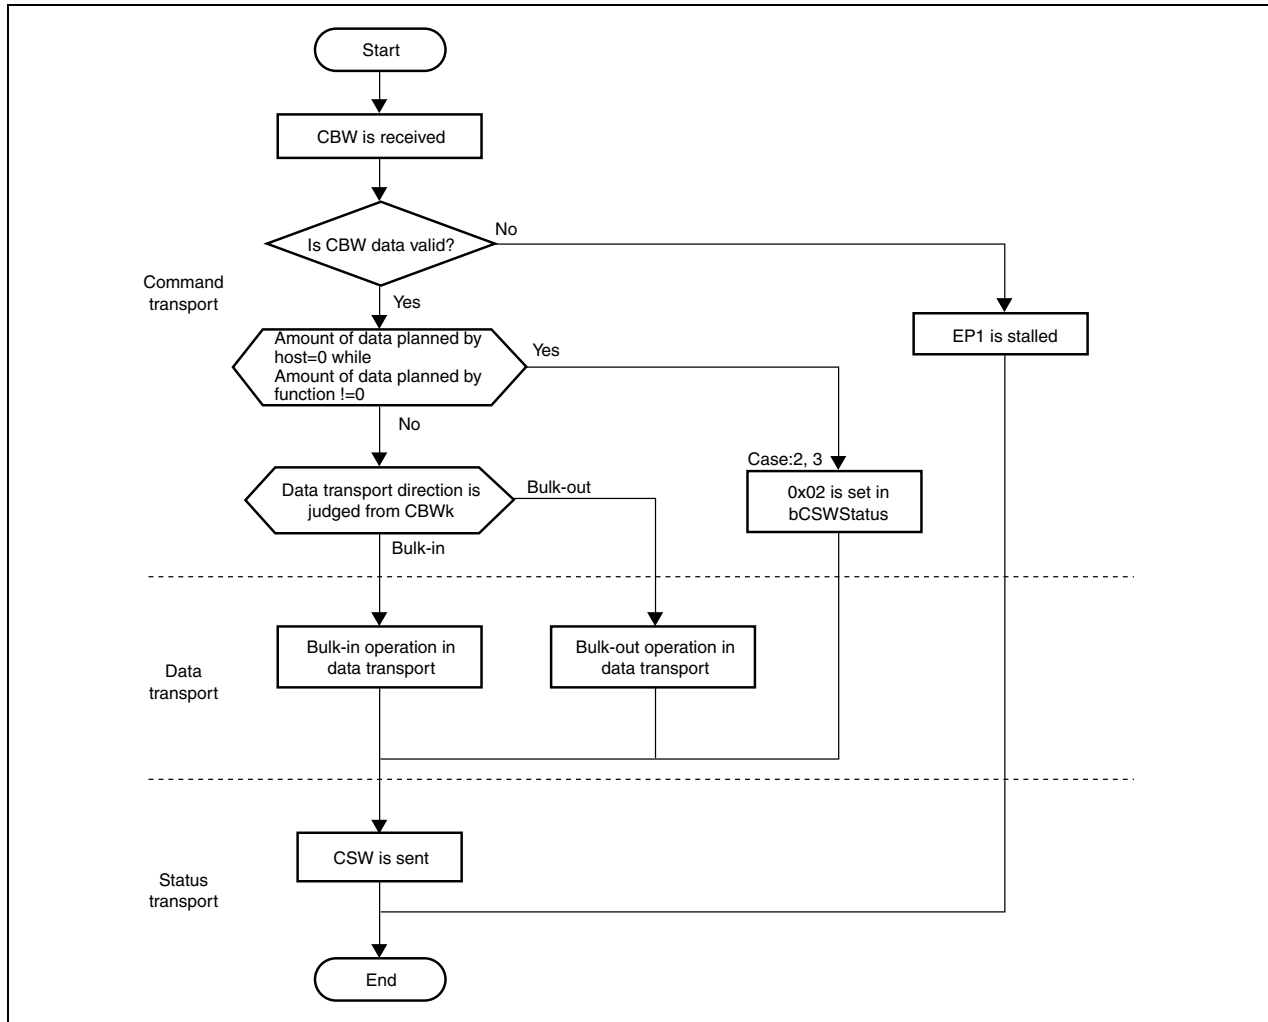 Start
CBW is received
Is CBW data valid?
No
Command
transport
Yes
EP1 is stalled
Amount of data planned by
host=0 while
Amount of data planned by
function !=0
Yes
No
Case:2, 3
Data transport direction is
judged from CBWk
Bulk-out
0x02 is set in
bCSWStatus
Bulk-in
Bulk-in operation in
data transport
Bulk-out operation in
data transport
Data
transport
CSW is sent
Status
transport
End